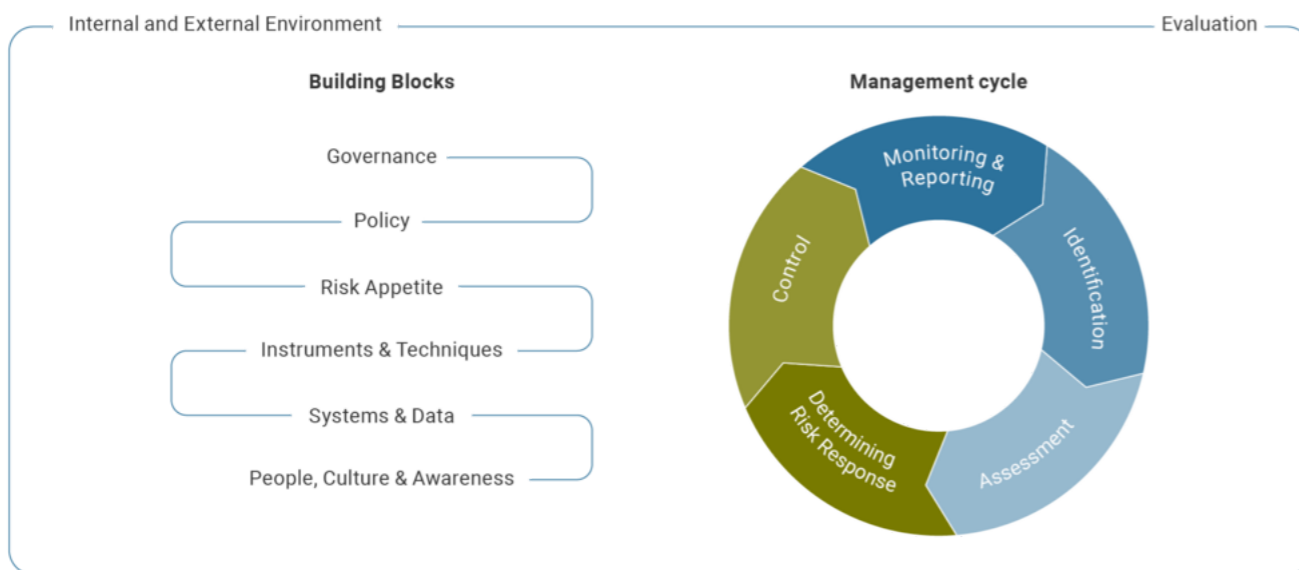 Internal and External Environment
Evaluation
Building Blocks
Governance
Policy
Risk Appetite
Instruments & Techniques
Systems & Data
People, Culture & Awareness
Management cycle
Monitoring &
Reporting
Identification
Assessment
Determining
Risk Response
Control